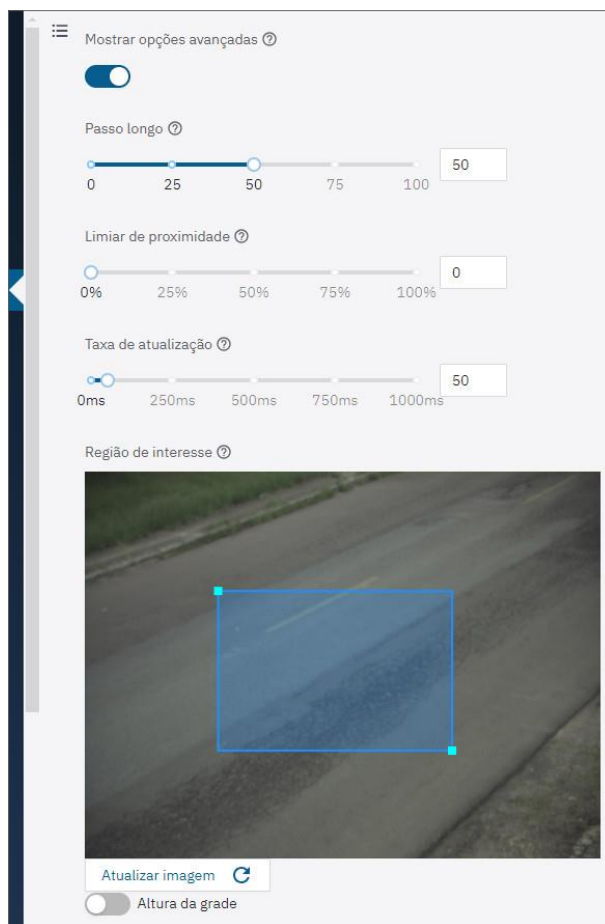 Mostrar opções avançadas
Passo longo
50
0 25 50 75 100
Limiar de proximidade
0
0% 25% 50% 75% 100%
Taxa de atualização
50
0ms 250ms 500ms 750ms 1000ms
Região de interesse
Atualizar imagem
Altura da grade